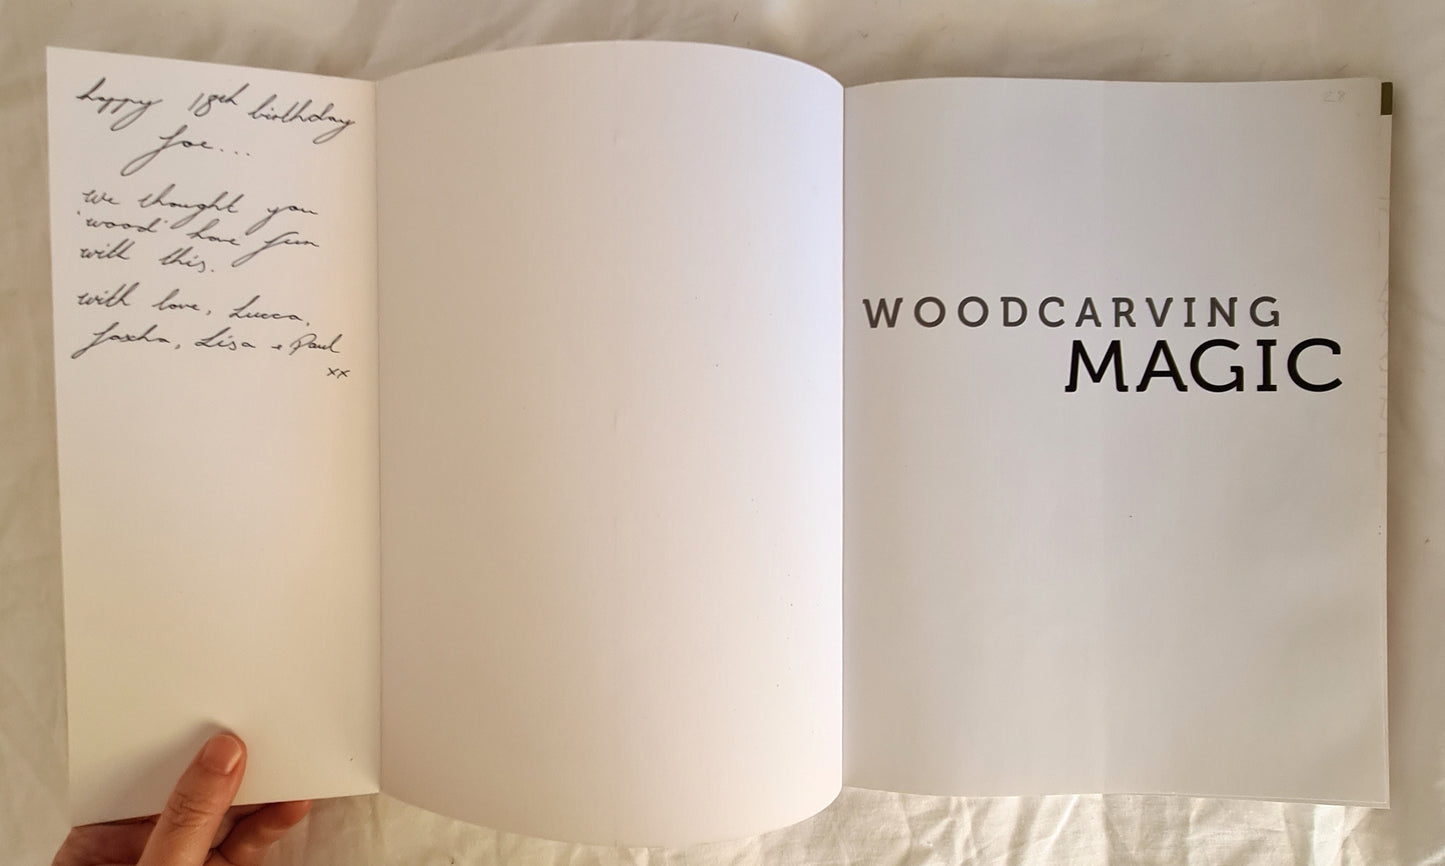 happy 18th birthday
Joe...
we thought you
'wood' have fun
with this.
with love, Lucca,
Sascha, Lisa + Paul
xx
WOODCARVING
MAGIC